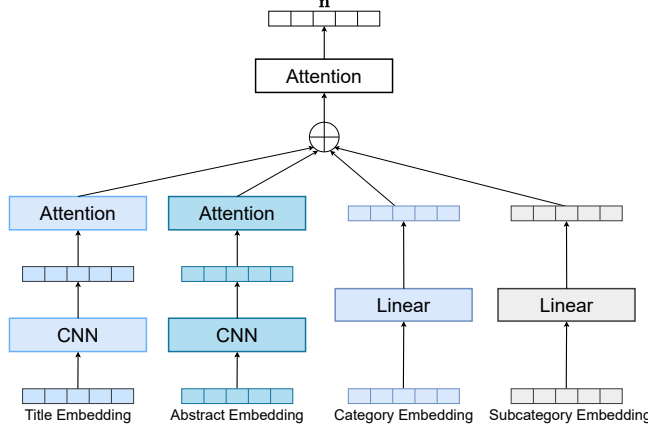 n
Attention
Attention Attention
Linear Linear
CNN CNN
Title Embedding Abstract Embedding Category Embedding Subcategory Embedding